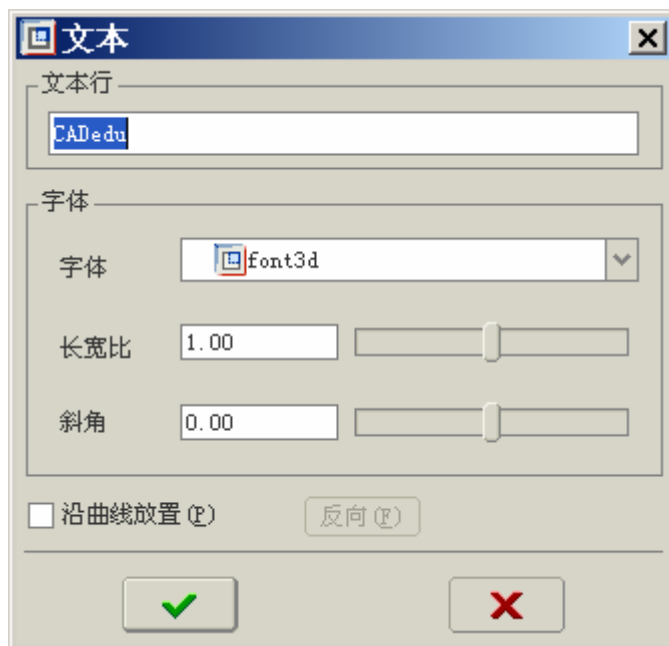 文本
文本行
CADedu
字体
字体 font3d
长宽比 1.00
斜角 0.00
沿曲线放置(P) 反向(F)